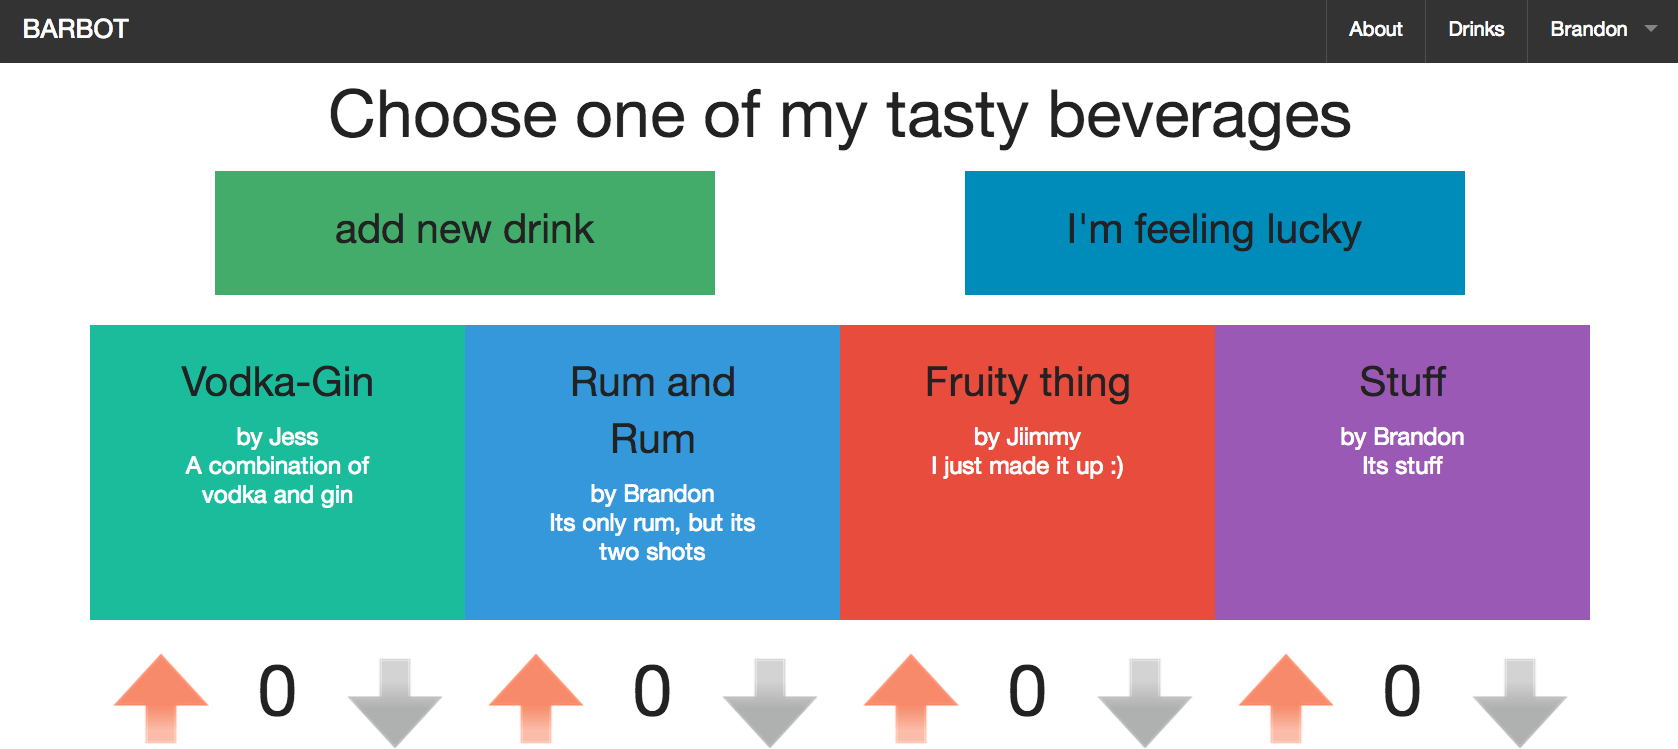 BARBOT
About
Drinks
Brandon
Choose one of my tasty beverages
add new drink
I'm feeling lucky
Vodka-Gin
by Jess
A combination of
vodka and gin
Rum and
Rum
by Brandon
Its only rum, but its
two shots
Fruity thing
by Jiimmy
I just made it up :)
Stuff
by Brandon
Its stuff
0
0
0
0